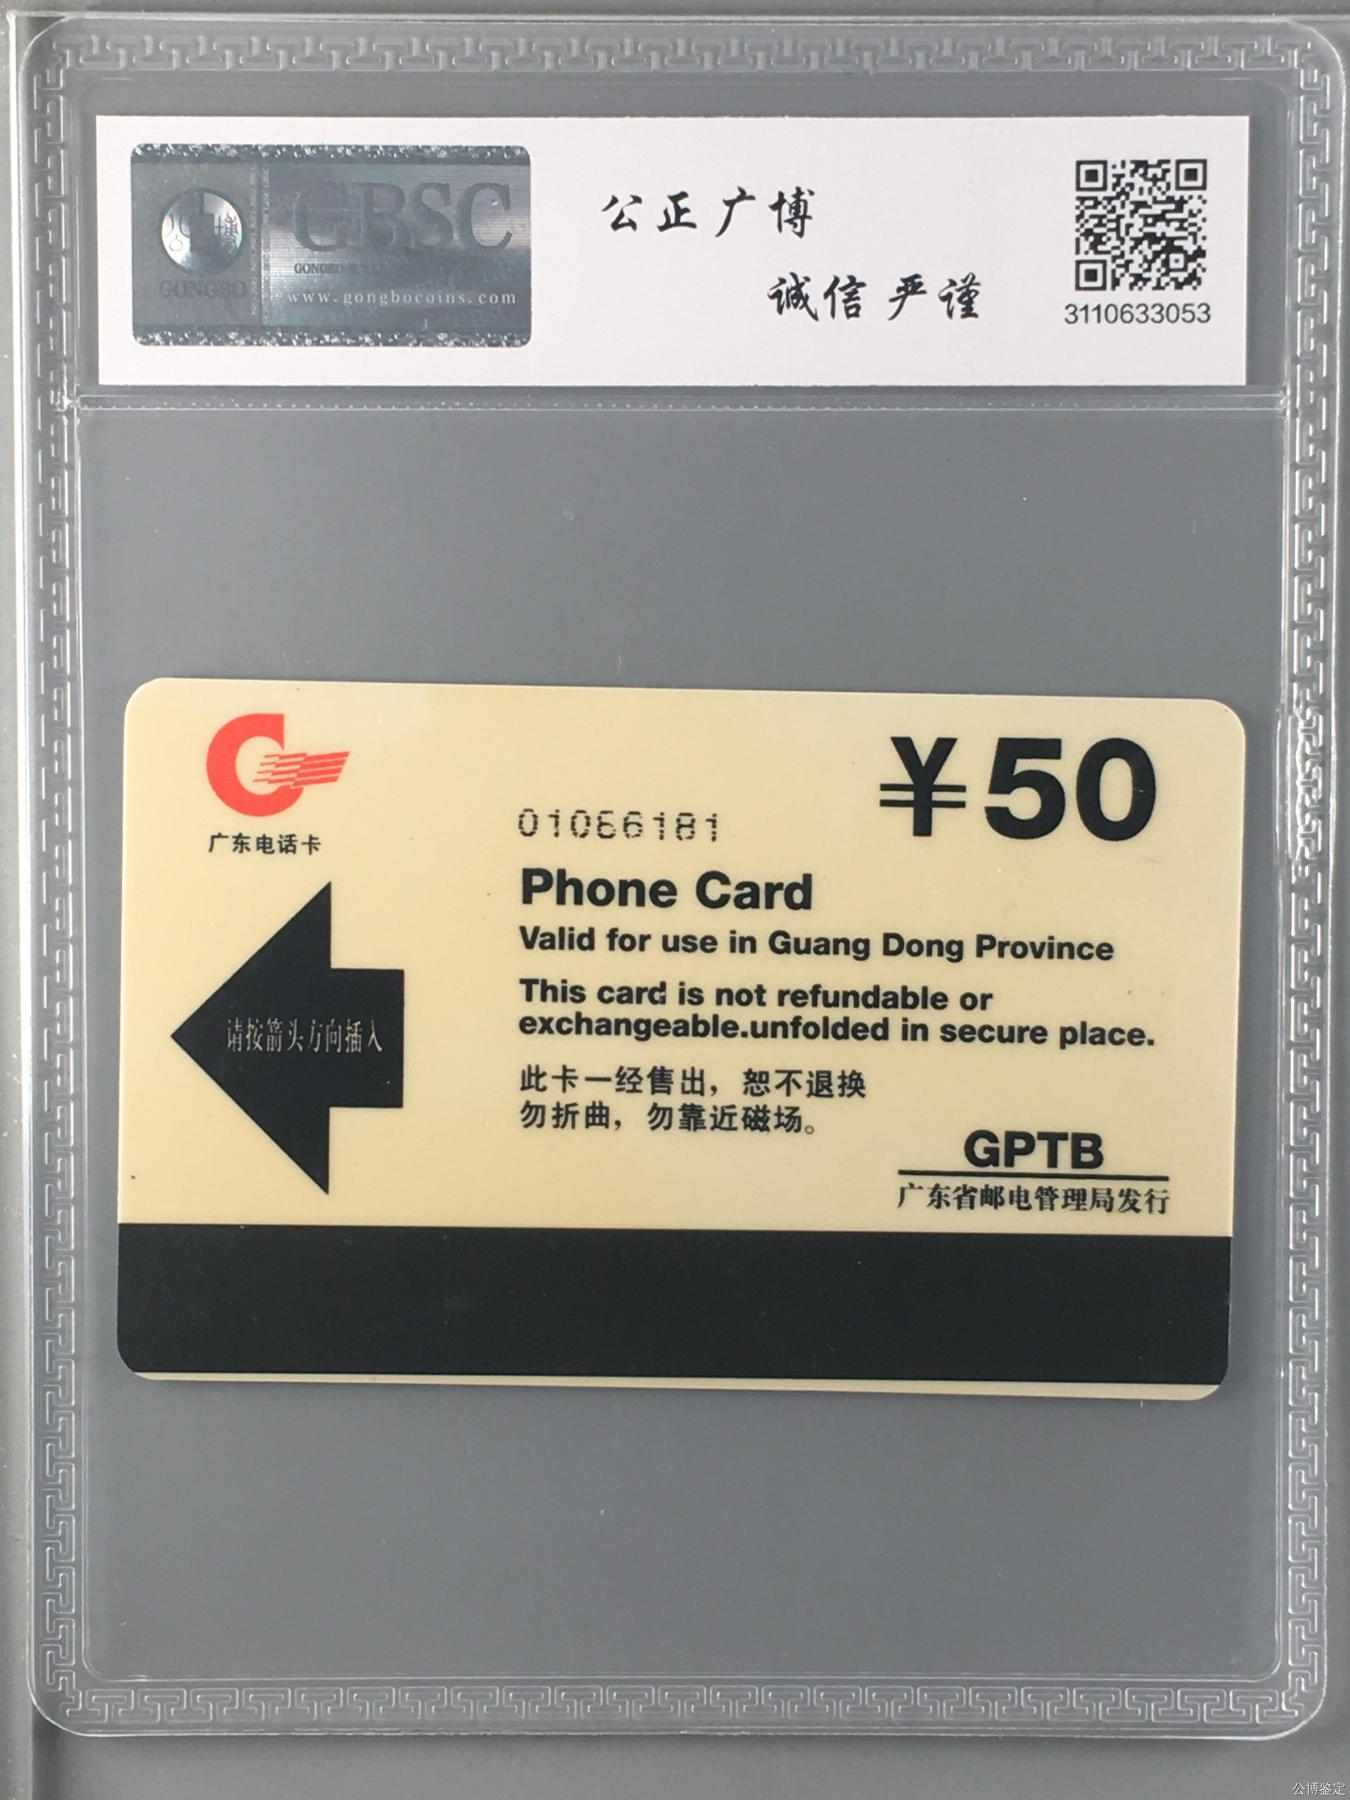 GBSC
GONGBO
www.gongbocoins.com
公正广博
诚信严谨
3110633053
¥50
广东电话卡
01066181
Phone Card
Valid for use in Guang Dong Province
This card is not refundable or
exchangeable.unfolded in secure place.
请按箭头方向插入
此卡一经售出，恕不退换
勿折曲，勿靠近磁场。
GPTB
广东省邮电管理局发行
公博鉴定